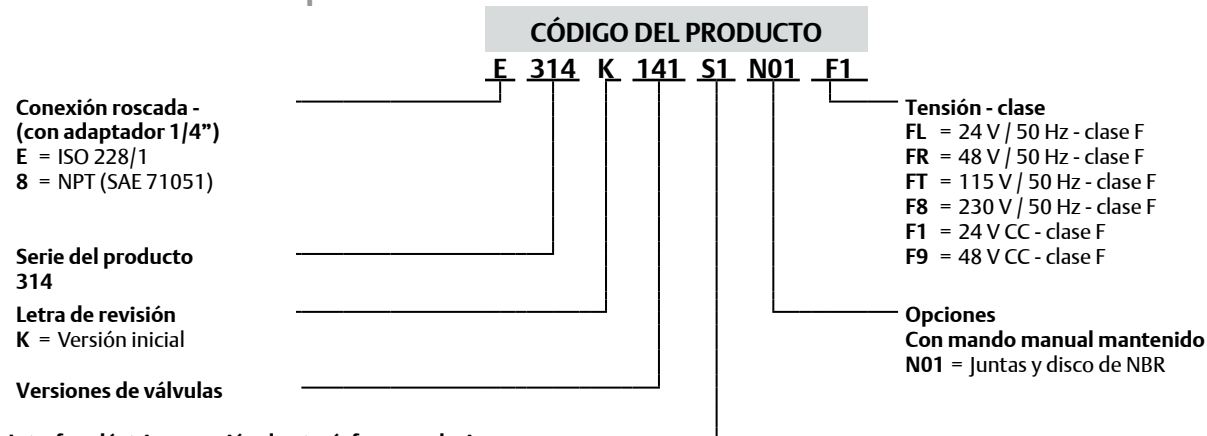 CÓDIGO DEL PRODUCTO
E 314 K 141 S1 N01 F1
Conexión roscada -
(con adaptador 1/4”)
E = ISO 228/1
8 = NPT (SAE 71051)
Serie del producto
314
Letra de revisión
K = Versión inicial
Versiones de válvulas
Tensión - clase
FL = 24 V / 50 Hz - clase F
FR = 48 V / 50 Hz - clase F
FT = 115 V / 50 Hz - clase F
F8 = 230 V / 50 Hz - clase F
F1 = 24 V CC - clase F
F9 = 48 V CC - clase F
Opciones
Con mando manual mantenido
N01 = Juntas y disco de NBR